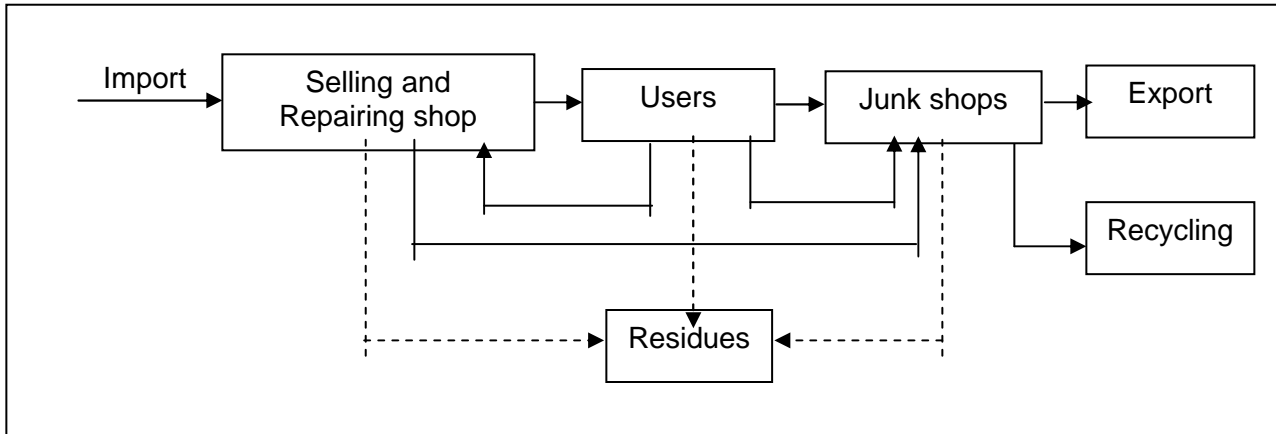 Import
Selling and
Repairing shop
Users
Junk shops
Export
Recycling
Residues